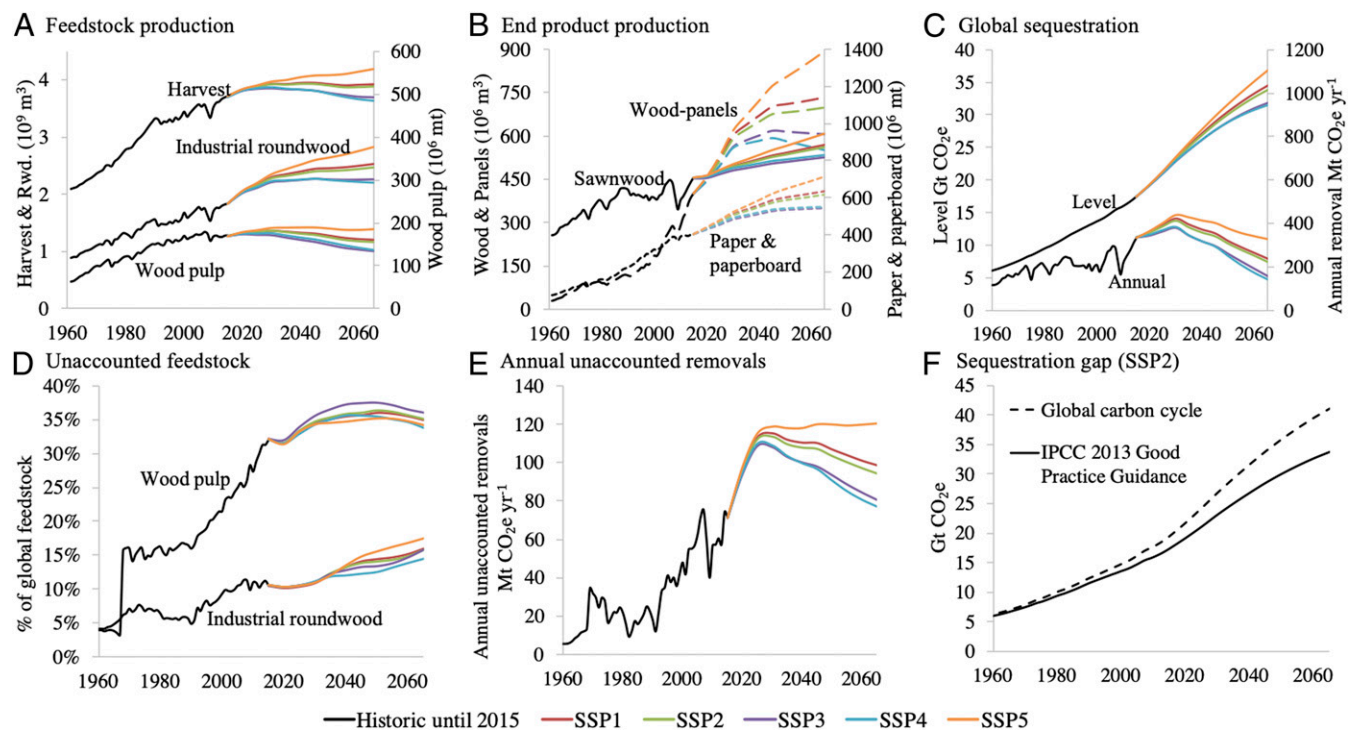 A Feedstock production
Harvest & Rwd. (10⁹ m³)
4
3
2
1
0
600
500
400
300
200
100
0
Wood pulp (10⁶ mt)
Harvest
Industrial roundwood
Wood pulp
1960 1980 2000 2020 2040 2060
B End product production
Wood & Panels (10⁶ m³)
900
750
600
450
300
150
0
1400
1200
1000
800
600
400
200
0
Paper & paperboard (10⁶ mt)
Wood-panels
Sawnwood
Paper &
paperboard
1960 1980 2000 2020 2040 2060
C Global sequestration
Level Gt CO₂e
40
35
30
25
20
15
10
5
0
1200
1000
800
600
400
200
0
Annual removal Mt CO₂e yr⁻¹
Level
Annual
1960 1980 2000 2020 2040 2060
D Unaccounted feedstock
% of global feedstock
40%
35%
30%
25%
20%
15%
10%
5%
0%
Wood pulp
Industrial roundwood
1960 1980 2000 2020 2040 2060
E Annual unaccounted removals
Annual unaccounted removals
Mt CO₂e yr⁻¹
140
120
100
80
60
40
20
0
1960 1980 2000 2020 2040 2060
F Sequestration gap (SSP2)
Gt CO₂e
45
40
35
30
25
20
15
10
5
0
Global carbon cycle
IPCC 2013 Good
Practice Guidance
1960 1980 2000 2020 2040 2060
Historic until 2015 SSP1 SSP2 SSP3 SSP4 SSP5